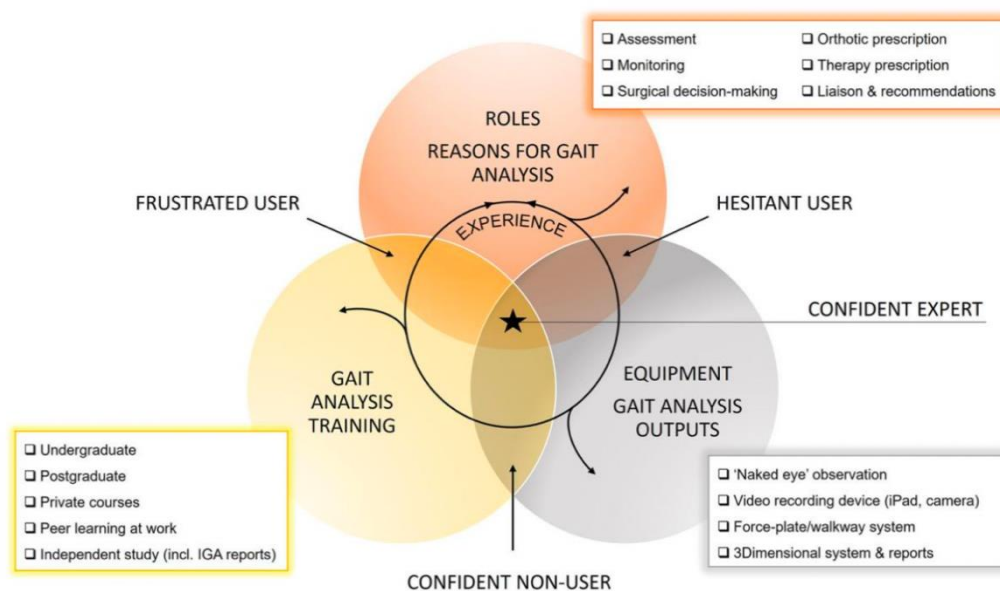 ❑ Assessment
❑ Monitoring
❑ Surgical decision-making
❑ Orthotic prescription
❑ Therapy prescription
❑ Liaison & recommendations
ROLES
REASONS FOR GAIT
ANALYSIS
FRUSTRATED USER
HESITANT USER
EXPERIENCE
CONFIDENT EXPERT
GAIT
ANALYSIS
TRAINING
EQUIPMENT
GAIT ANALYSIS
OUTPUTS
❑ Undergraduate
❑ Postgraduate
❑ Private courses
❑ Peer learning at work
❑ Independent study (incl. IGA reports)
❑ ‘Naked eye’ observation
❑ Video recording device (iPad, camera)
❑ Force-plate/walkway system
❑ 3Dimensional system & reports
CONFIDENT NON-USER